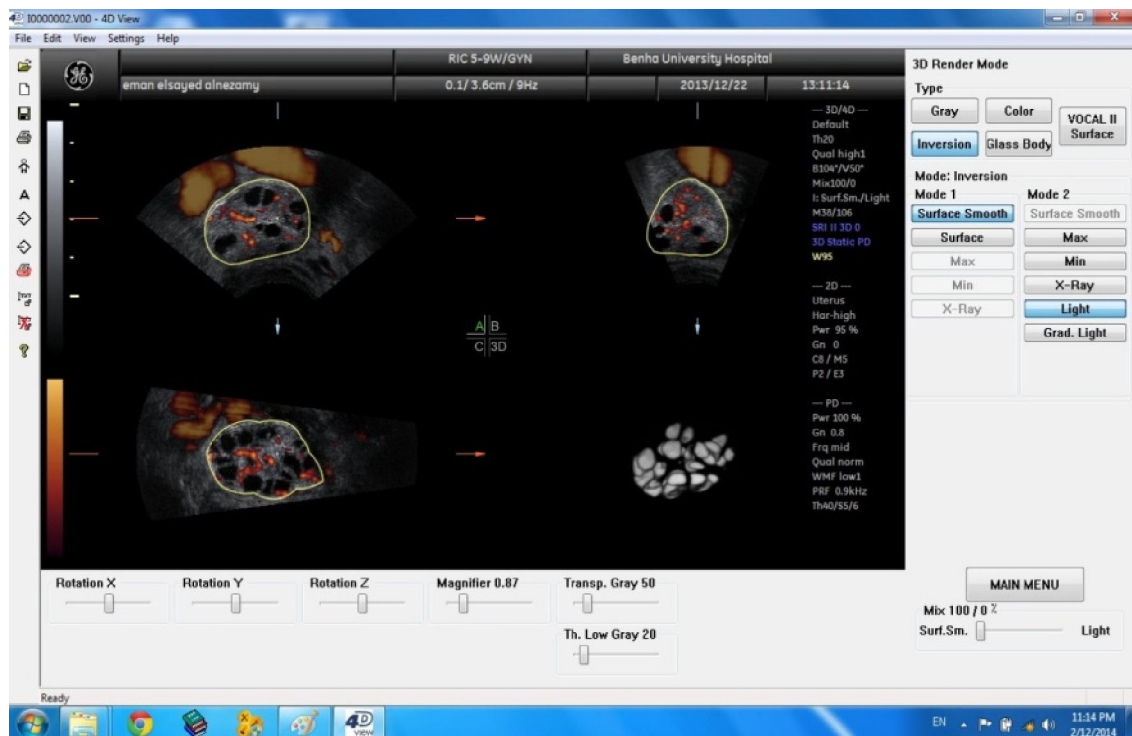 I0000002.V00 - 4D View
File Edit View Settings Help
RIC 5-9W/GYN Benha University Hospital
eman elsayed alnezamy 0.1/ 3.6cm / 9Hz 2013/12/22 13:11:14
--- 3D/4D ---
Default
Th20
Qual high1
B104°/V50°
Mix100/0
I: Surf.Sm./Light
M38/106
SRI II 3D 0
3D Static PD
W95
--- 2D ---
Uterus
Har-high
Pwr 95 %
Gn 0
C8 / M5
P2 / E3
--- PD ---
Pwr 100 %
Gn 0.8
Frq mid
Qual norm
WMF low1
PRF 0.9kHz
Th40/S5/6
A B
C 3D
3D Render Mode
Type
Gray Color VOCAL II Surface
Inversion Glass Body
Mode: Inversion
Mode 1 Mode 2
Surface Smooth Surface Smooth
Surface Max
Max Min
Min X-Ray
X-Ray Light
Grad. Light
MAIN MENU
Mix 100 / 0 %
Surf.Sm. Light
Rotation X Rotation Y Rotation Z Magnifier 0.87 Transp. Gray 50
Th. Low Gray 20
Ready
4D VIEW
EN 11:14 PM
2/12/2014